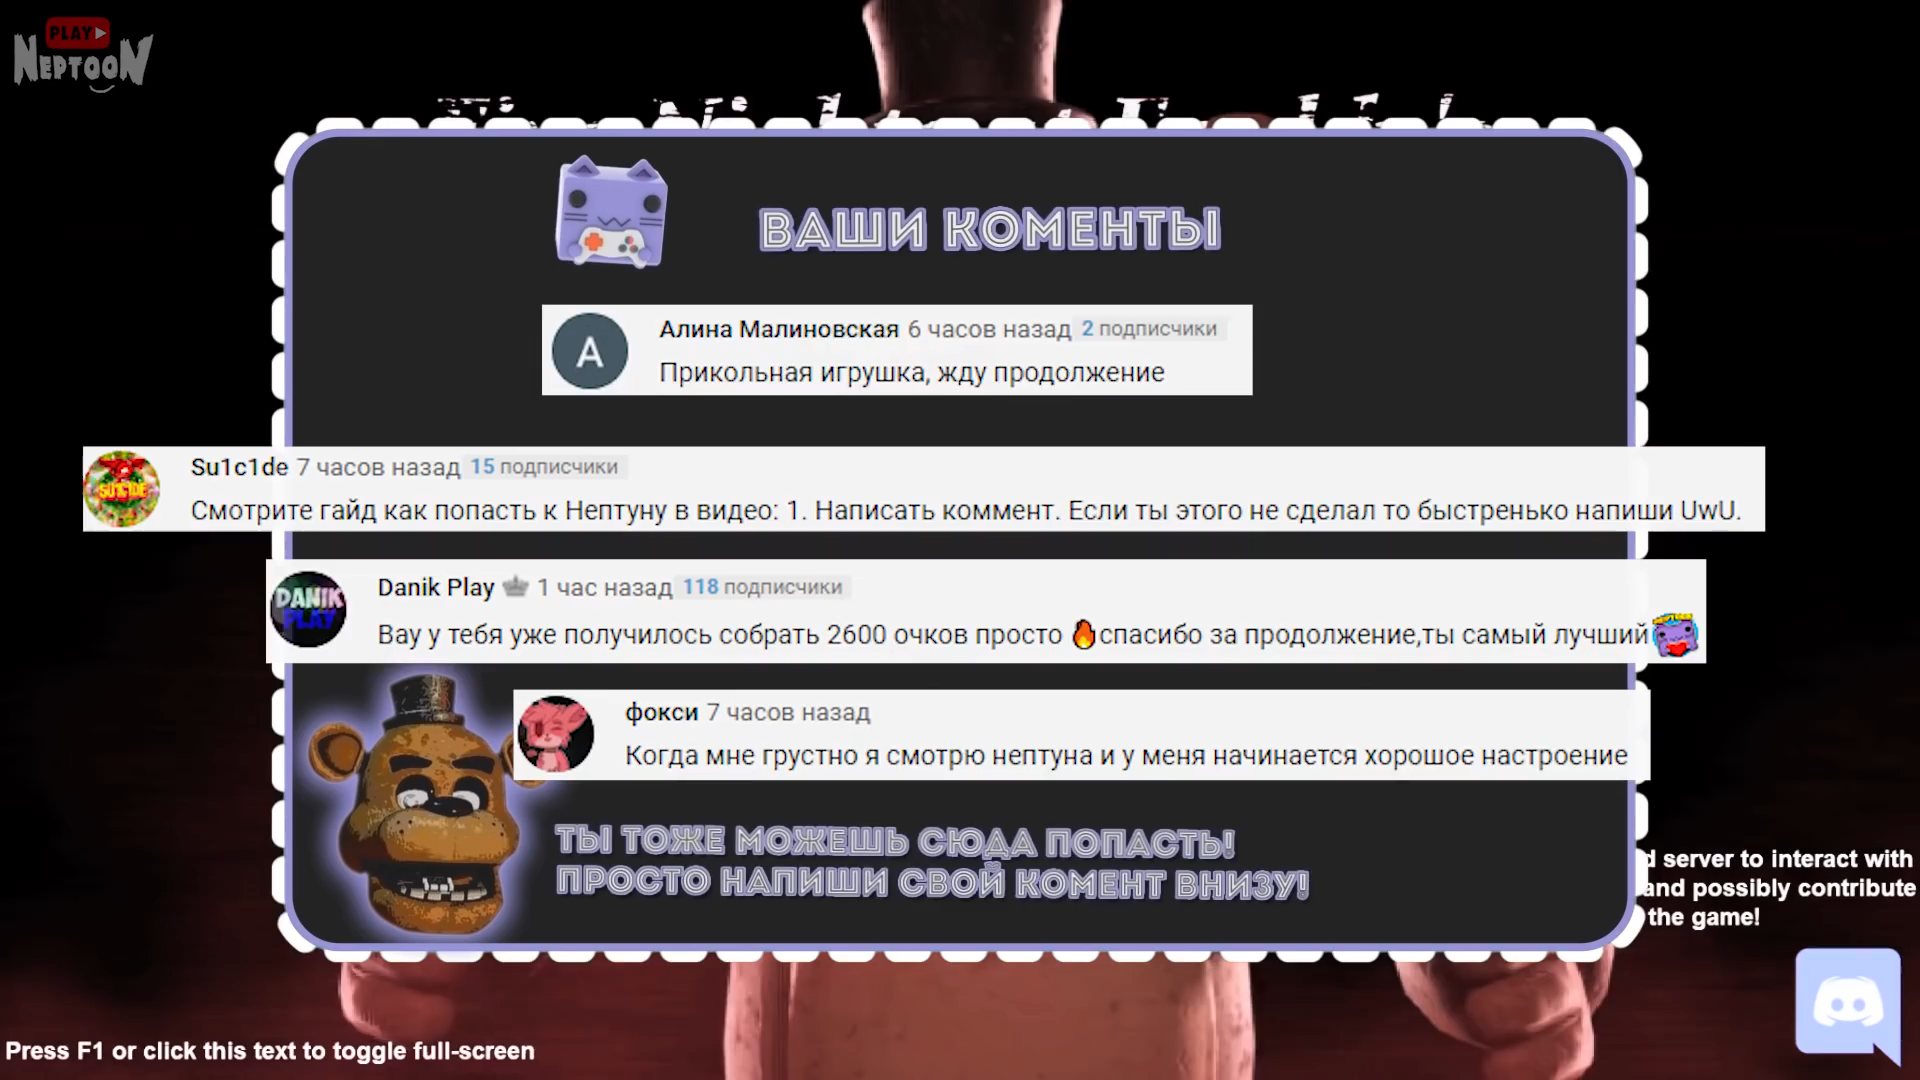 PLAY
NEPTOON
ВАШИ КОМЕНТЫ
А
Алина Малиновская 6 часов назад 2 подписчики
Прикольная игрушка, жду продолжение
SU1C1DE
Su1c1de 7 часов назад 15 подписчики
Смотрите гайд как попасть к Нептуну в видео: 1. Написать коммент. Если ты этого не сделал то быстренько напиши UwU.
DANIK
PLAY
Danik Play 1 час назад 118 подписчики
Вау у тебя уже получилось собрать 2600 очков просто 🔥спасибо за продолжение,ты самый лучший
фокси 7 часов назад
Когда мне грустно я смотрю нептуна и у меня начинается хорошое настроение
ТЫ ТОЖЕ МОЖЕШЬ СЮДА ПОПАСТЬ!
ПРОСТО НАПИШИ СВОЙ КОМЕНТ ВНИЗУ!
d server to interact with
and possibly contribute
the game!
Press F1 or click this text to toggle full-screen